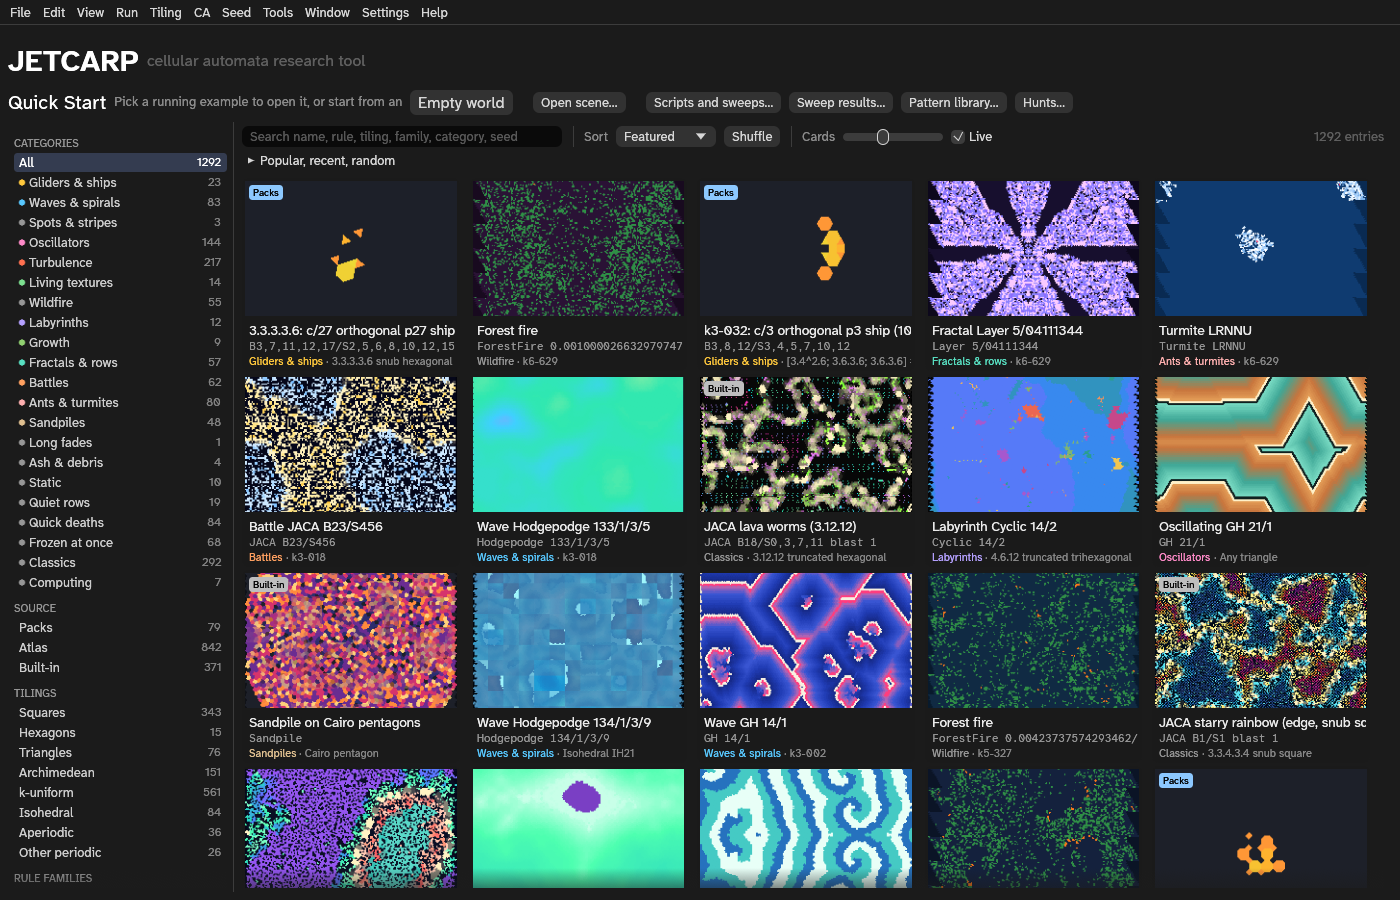 File Edit View Run Tiling CA Seed Tools Window Settings Help
JETCARP cellular automata research tool
Quick Start Pick a running example to open it, or start from an Empty world Open scene... Scripts and sweeps... Sweep results... Pattern library... Hunts...
CATEGORIES
All 1292
Gliders & ships 23
Waves & spirals 83
Spots & stripes 3
Oscillators 144
Turbulence 217
Living textures 14
Wildfire 55
Labyrinths 12
Growth 9
Fractals & rows 57
Battles 62
Ants & turmites 80
Sandpiles 48
Long fades 1
Ash & debris 4
Static 10
Quiet rows 19
Quick deaths 84
Frozen at once 68
Classics 292
Computing 7
SOURCE
Packs 79
Atlas 842
Built-in 371
TILINGS
Squares 343
Hexagons 15
Triangles 76
Archimedean 151
k-uniform 561
Isohedral 84
Aperiodic 36
Other periodic 26
RULE FAMILIES
Search name, rule, tiling, family, category, seed Sort Featured Shuffle Cards Live 1292 entries
Popular, recent, random
Packs
3.3.3.3.6: c/27 orthogonal p27 ship
B3,7,11,12,17/S2,5,6,8,10,12,15
Gliders & ships · 3.3.3.3.6 snub hexagonal
Forest fire
ForestFire 0.001000026632979747
Wildfire · k6-629
Packs
k3-032: c/3 orthogonal p3 ship (10
B3,8,12/S3,4,5,7,10,12
Gliders & ships · [3.4^2.6; 3.6.3.6; 3.6.3.6] :
Fractal Layer 5/04111344
Layer 5/04111344
Fractals & rows · k6-629
Turmite LRNNU
Turmite LRNNU
Ants & turmites · k6-629
Battle JACA B23/S456
JACA B23/S456
Battles · k3-018
Wave Hodgepodge 133/1/3/5
Hodgepodge 133/1/3/5
Waves & spirals · k3-018
Built-in
JACA lava worms (3.12.12)
JACA B18/S0,3,7,11 blast 1
Classics · 3.12.12 truncated hexagonal
Labyrinth Cyclic 14/2
Cyclic 14/2
Labyrinths · 4.6.12 truncated trihexagonal
Oscillating GH 21/1
GH 21/1
Oscillators · Any triangle
Built-in
Sandpile on Cairo pentagons
Sandpile
Sandpiles · Cairo pentagon
Wave Hodgepodge 134/1/3/9
Hodgepodge 134/1/3/9
Waves & spirals · Isohedral IH21
Wave GH 14/1
GH 14/1
Waves & spirals · k3-002
Forest fire
ForestFire 0.00423737574293462/
Wildfire · k5-327
Built-in
JACA starry rainbow (edge, snub sc
JACA B1/S1 blast 1
Classics · 3.3.4.3.4 snub square
Packs